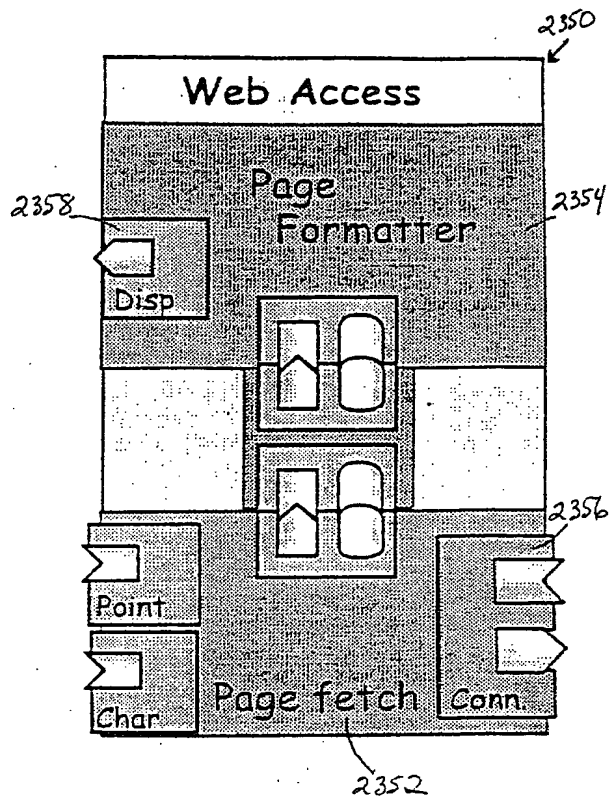 2350
Web Access
Page
Formatter
2358
2354
Disp
2356
Point
Char
Page fetch
Conn.
2352